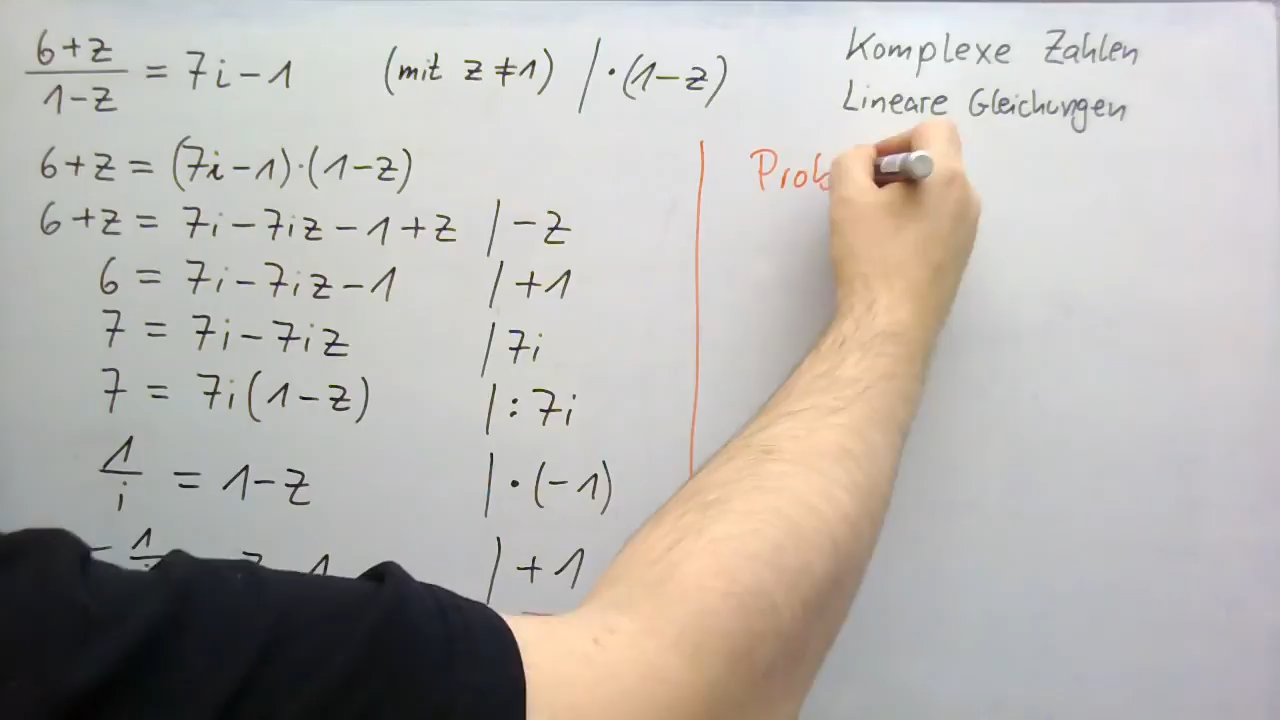 6+z/1-z = 7i-1 (mit z≠1) | ·(1-z)
Komplexe Zahlen
Lineare Gleichungen
6+z = (7i-1)·(1-z)
6+z = 7i-7iz-1+z | -z
6 = 7i-7iz-1 | +1
7 = 7i-7iz | 7i
7 = 7i(1-z) | :7i
1/i = 1-z | ·(-1)
| +1
Prob